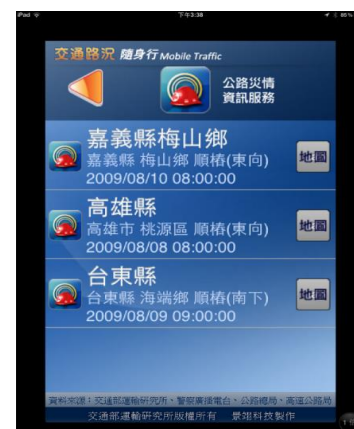 iPad
下午3:38
86%
交通路況 隨身行 Mobile Traffic
公路災情
資訊服務
嘉義縣梅山鄉
嘉義縣 梅山鄉 順樁(東向)
2009/08/10 08:00:00
地圖
高雄縣
高雄市 桃源區 順樁(東向)
2009/08/08 08:00:00
地圖
台東縣
台東縣 海端鄉 順樁(南下)
2009/08/09 09:00:00
地圖
資料來源：交通部運輸研究所、警察廣播電台、公路總局、高速公路局
交通部運輸研究所版權所有 景翊科技製作